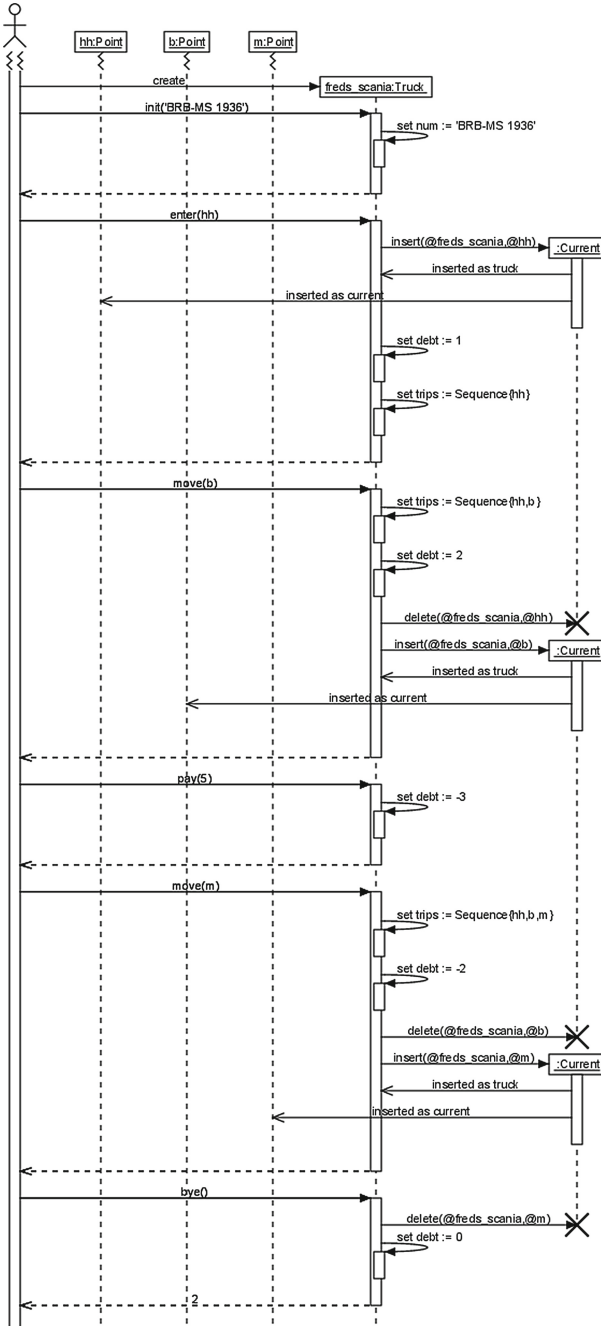 hh:Point b:Point m:Point
create freds_scania:Truck
init('BRB-MS 1936')
set num := 'BRB-MS 1936'
enter(hh)
insert(@freds_scania,@hh) :Current
inserted as truck
inserted as current
set debt := 1
set trips := Sequence{hh}
move(b)
set trips := Sequence{hh,b}
set debt := 2
delete(@freds_scania,@hh)
insert(@freds_scania,@b) :Current
inserted as truck
inserted as current
pay(5)
set debt := -3
move(m)
set trips := Sequence{hh,b,m}
set debt := -2
delete(@freds_scania,@b)
insert(@freds_scania,@m) :Current
inserted as truck
inserted as current
bye()
delete(@freds_scania,@m)
set debt := 0
2